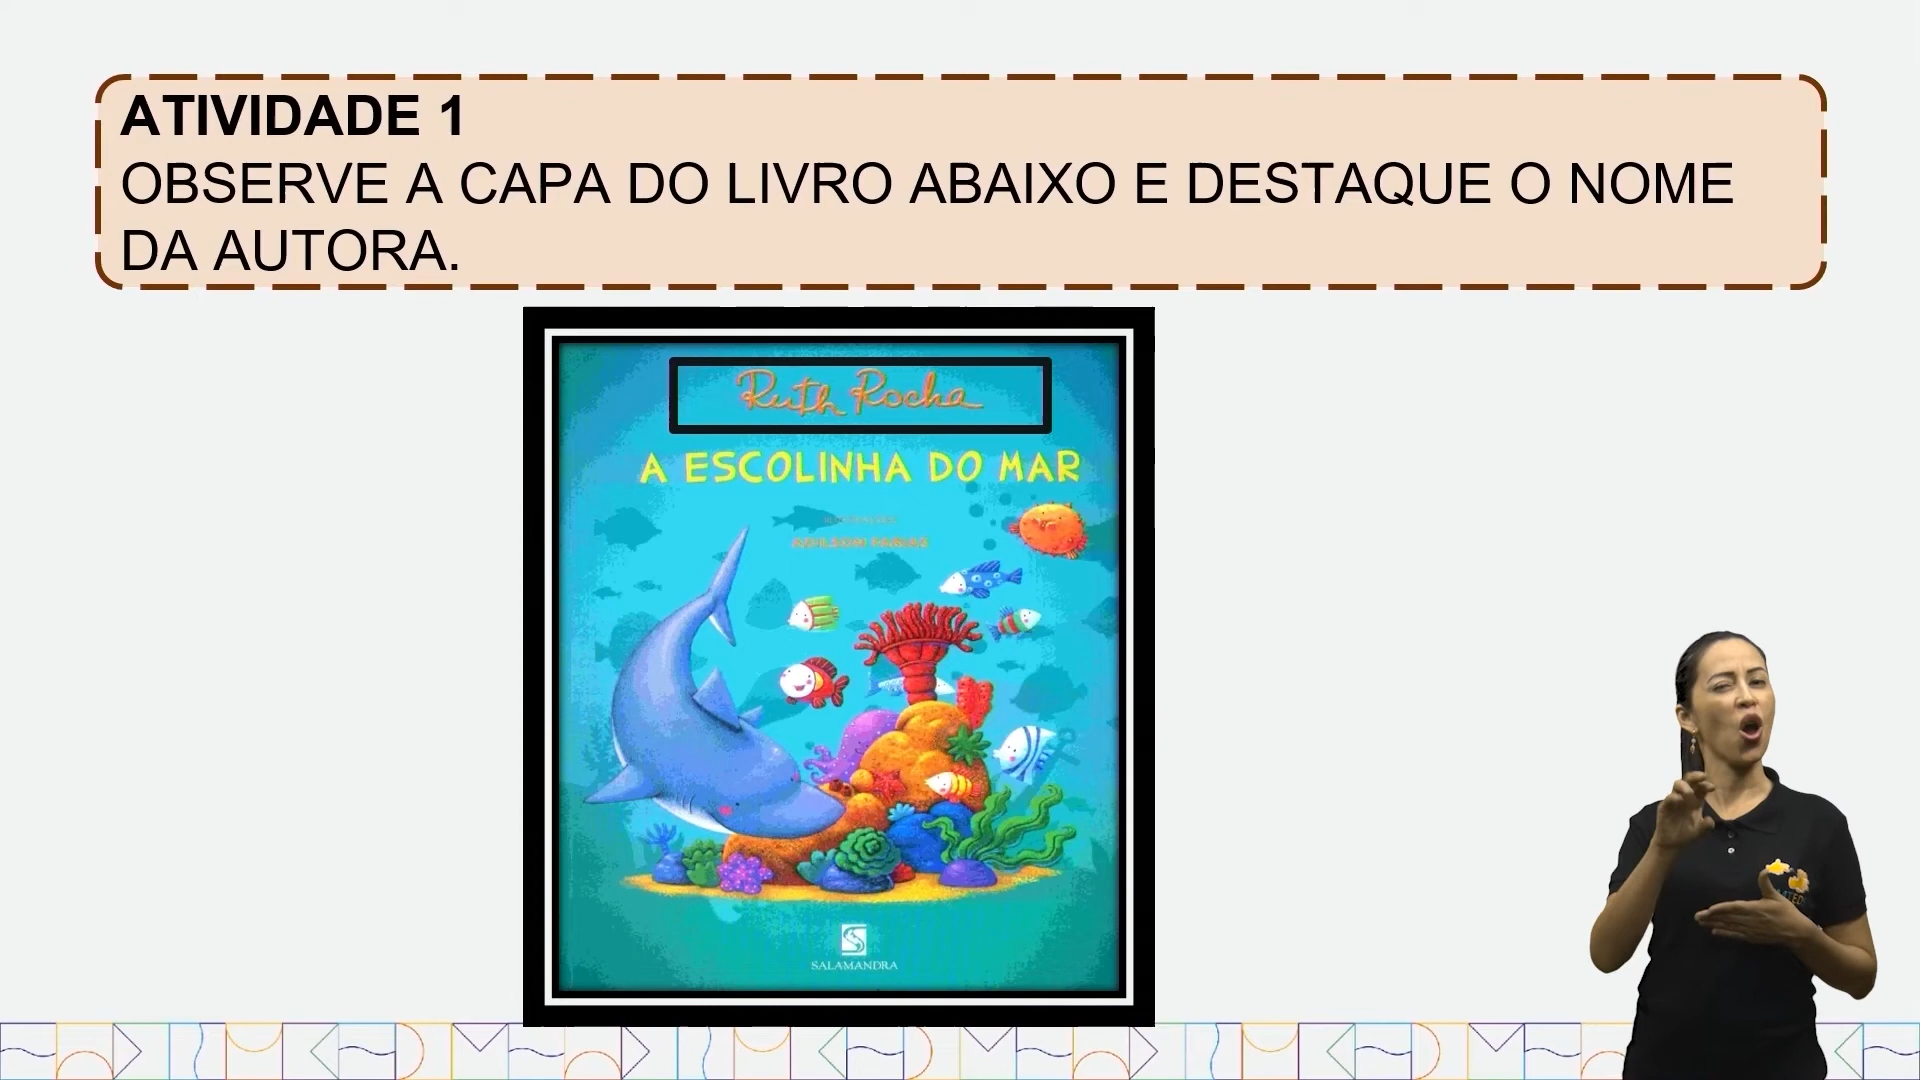 ATIVIDADE 1
OBSERVE A CAPA DO LIVRO ABAIXO E DESTAQUE O NOME
DA AUTORA.
Ruth Rocha
A ESCOLINHA DO MAR
SALAMANDRA